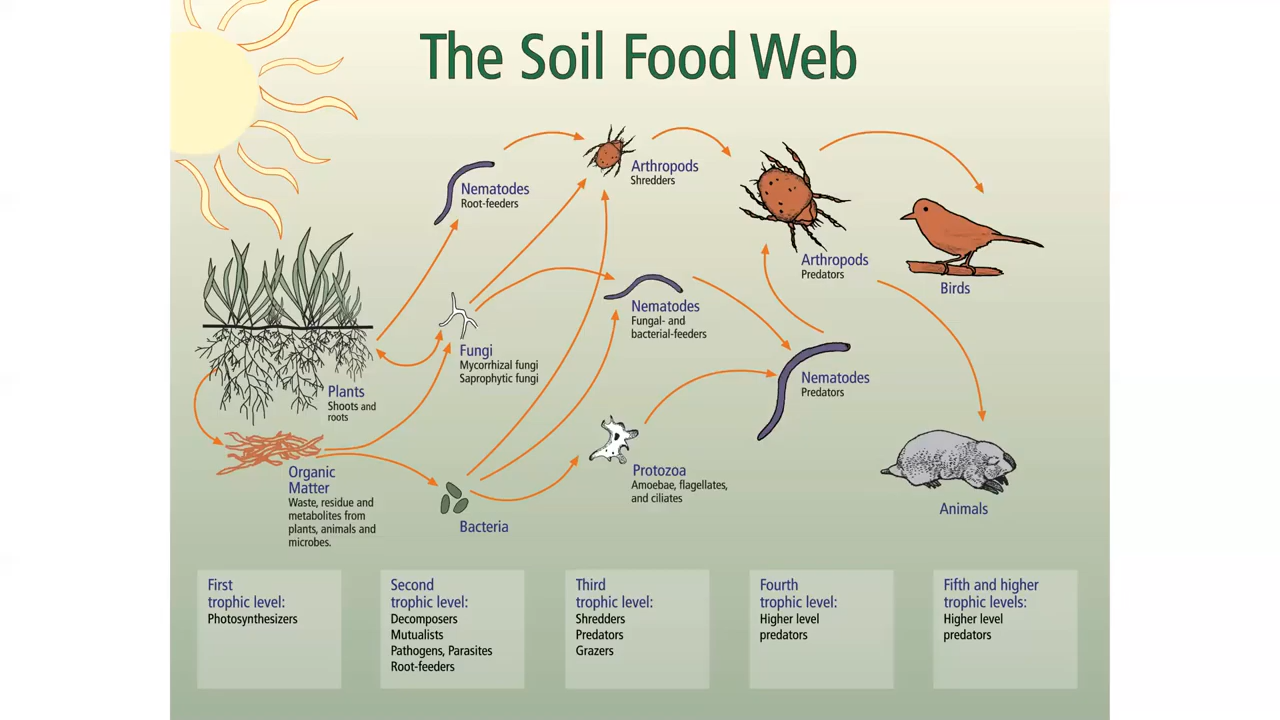 The Soil Food Web
Nematodes
Root-feeders
Arthropods
Shredders
Arthropods
Predators
Birds
Nematodes
Fungal- and
bacterial-feeders
Fungi
Mycorrhizal fungi
Saprophytic fungi
Nematodes
Predators
Plants
Shoots and
roots
Organic
Matter
Waste, residue and
metabolites from
plants, animals and
microbes.
Bacteria
Protozoa
Amoebae, flagellates,
and ciliates
Animals
First
trophic level:
Photosynthesizers
Second
trophic level:
Decomposers
Mutualists
Pathogens, Parasites
Root-feeders
Third
trophic level:
Shredders
Predators
Grazers
Fourth
trophic level:
Higher level
predators
Fifth and higher
trophic levels:
Higher level
predators